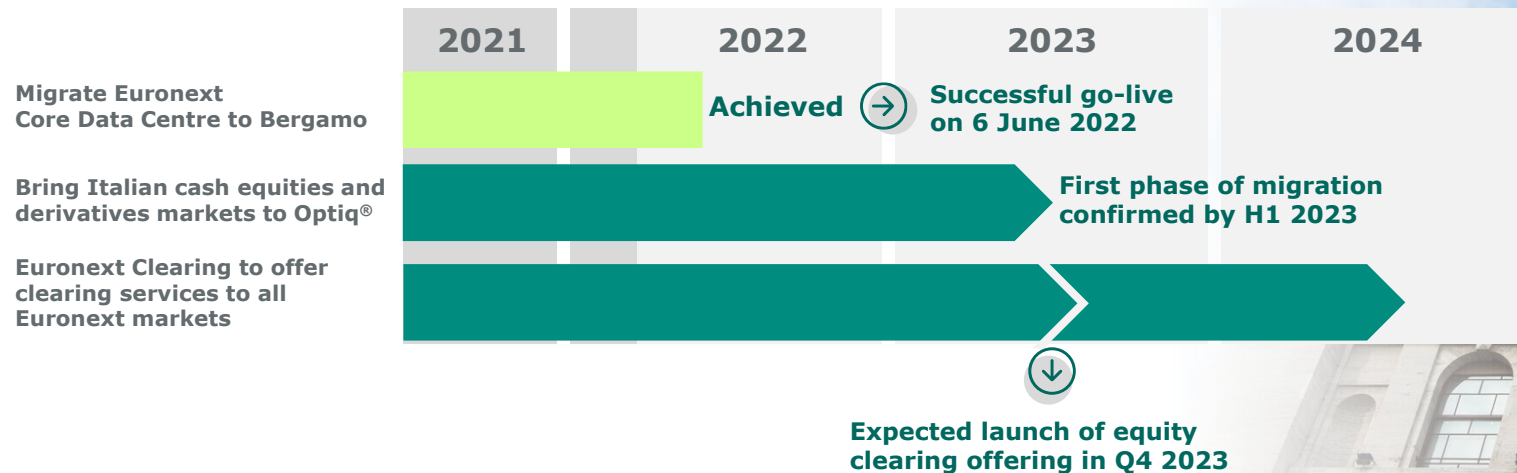 2021 2022 2023 2024
Migrate Euronext
Core Data Centre to Bergamo
Achieved
Successful go-live
on 6 June 2022
Bring Italian cash equities and
derivatives markets to Optiq®
First phase of migration
confirmed by H1 2023
Euronext Clearing to offer
clearing services to all
Euronext markets
Expected launch of equity
clearing offering in Q4 2023